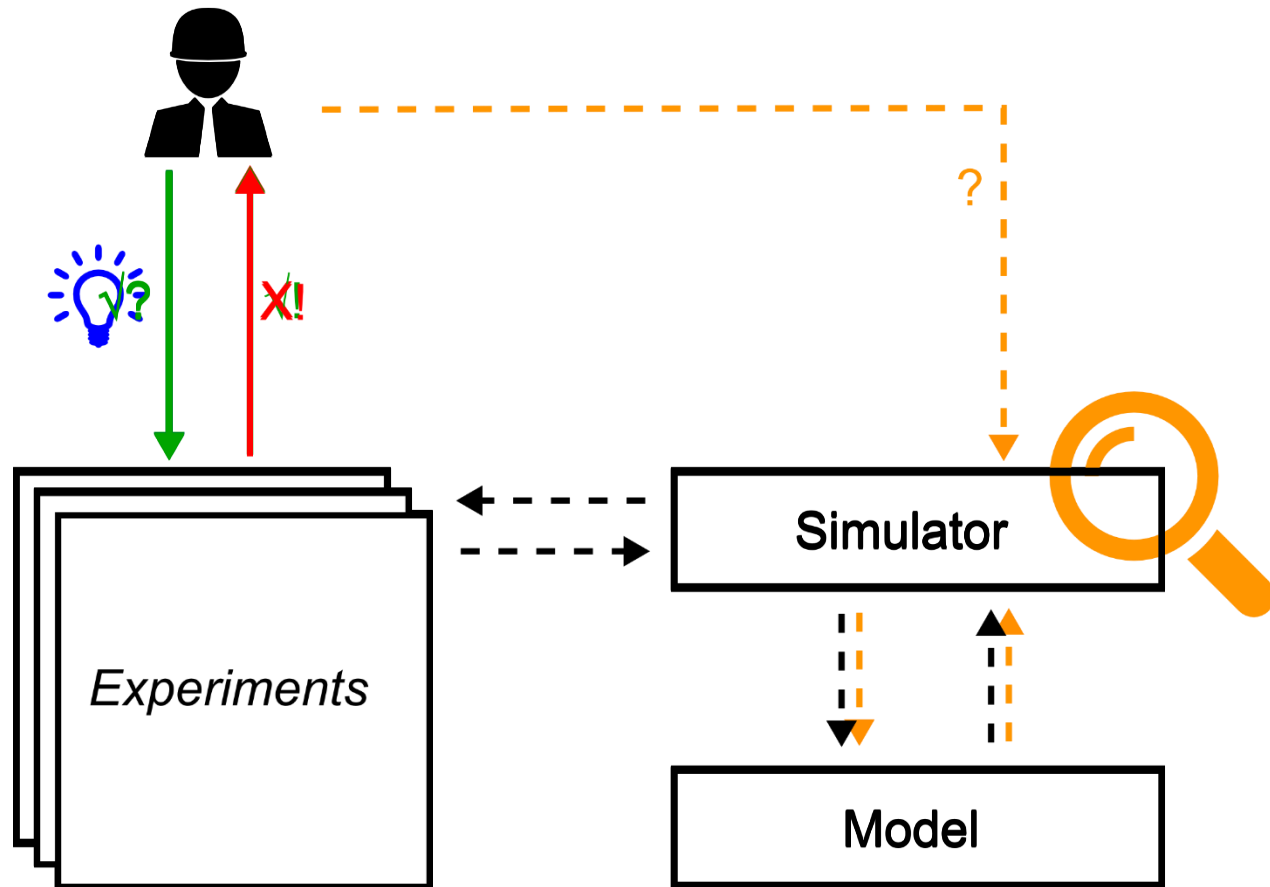 ?
√?
X!
Simulator
Experiments
Model